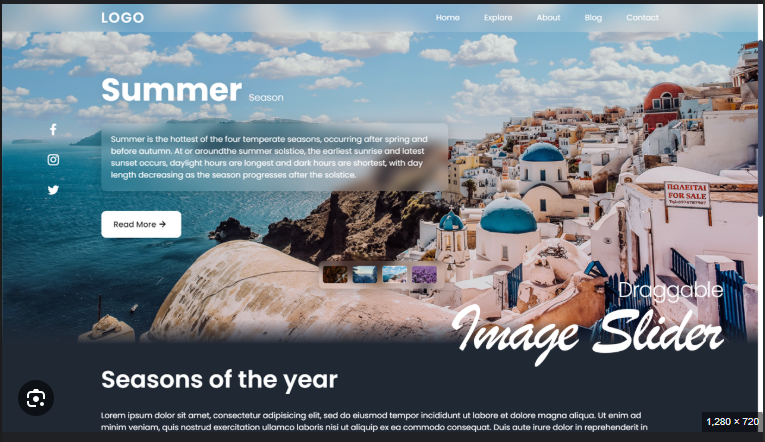 LOGO
Home Explore About Blog Contact
Summer Season
Summer is the hottest of the four temperate seasons, occurring after spring and
before autumn. At or aroundthe summer solstice, the earliest sunrise and latest
sunset occurs, daylight hours are longest and dark hours are shortest, with day
length decreasing as the season progresses after the solstice.
ΠΩΛΕΙΤΑΙ
FOR SALE
Read More →
Draggable
Image Slider
Seasons of the year
Lorem ipsum dolor sit amet, consectetur adipisicing elit, sed do eiusmod tempor incididunt ut labore et dolore magna aliqua. Ut enim ad
minim veniam, quis nostrud exercitation ullamco laboris nisi ut aliquip ex ea commodo consequat. Duis aute irure dolor in reprehenderit in
1,280 × 720